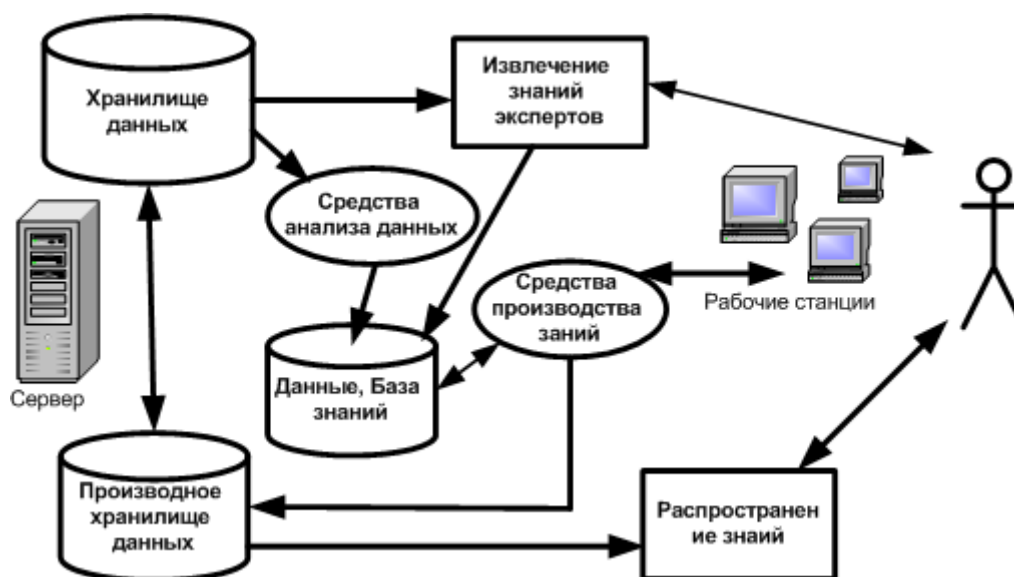 Хранилище
данных
Извлечение
знаний
экспертов
Средства
анализа данных
Средства
производства
заний
Рабочие станции
Сервер
Данные, База
знаний
Производное
хранилище
данных
Распространен
ие знаий